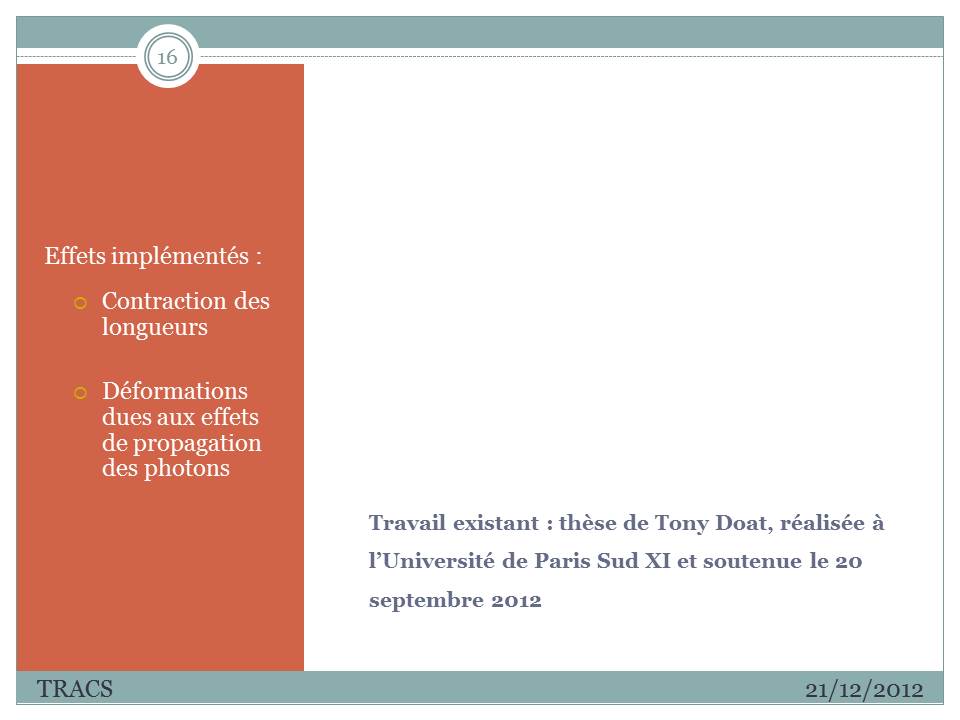 16
Effets implémentés :
Contraction des
longueurs
Déformations
dues aux effets
de propagation
des photons
Travail existant : thèse de Tony Doat, réalisée à
l’Université de Paris Sud XI et soutenue le 20
septembre 2012
TRACS
21/12/2012